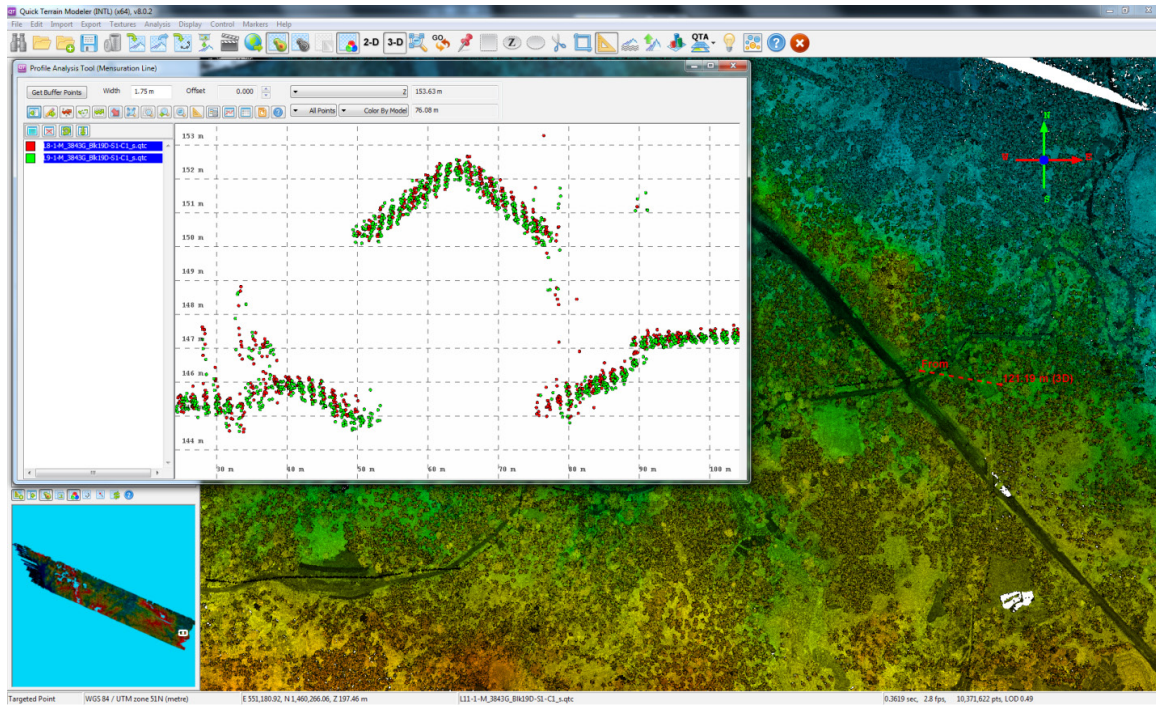 Quick Terrain Modeler (INTL) (x64), v8.0.2
File Edit Import Export Textures Analysis Display Control Markers Help
2-D 3-D GO Z QTA
Profile Analysis Tool (Mensuration Line)
Get Buffer Points Width 1.75 m Offset 0.000 Z 153.63 m
All Points Color By Model 76.08 m
L8-1-M_3843G_Blk19D-S1-C1_s.qtc
L9-1-M_3843G_Blk19D-S1-C1_s.qtc
153 m
152 m
151 m
150 m
149 m
148 m
147 m
146 m
145 m
144 m
30 m 40 m 50 m 60 m 70 m 80 m 90 m 100 m
N
S
From
Targeted Point WGS 84 / UTM zone 51N (metre) E 551,180.92, N 1,460,266.06, Z 197.46 m L11-1-M_3843G_Blk19D-S1-C1_s.qtc 0.3619 sec, 2.8 fps, 10,371,622 pts, LOD 0.49